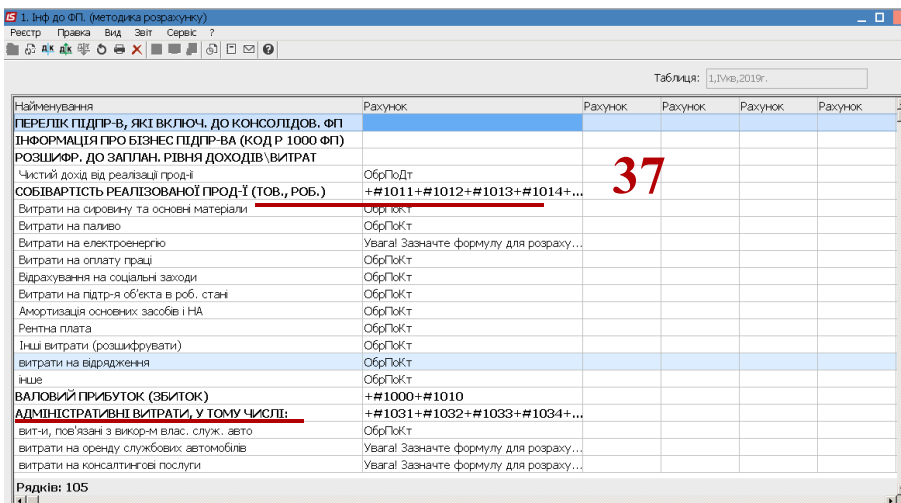 1. Інф до ФП. (методика розрахунку)
Реєстр Правка Вид Звіт Сервіс ?
Таблиця: 1,IVкв,2019г.
Найменування Рахунок Рахунок Рахунок Рахунок Рахунок
ПЕРЕЛІК ПІДПР-В, ЯКІ ВКЛЮЧ. ДО КОНСОЛІДОВ. ФП
ІНФОРМАЦІЯ ПРО БІЗНЕС ПІДПР-ВА (КОД Р 1000 ФП)
РОЗШИФР. ДО ЗАПЛАН. РІВНЯ ДОХОДІВ\ВИТРАТ
Чистий дохід від реалізації прод-ії ОбрПоДт
37
СОБІВАРТІСТЬ РЕАЛІЗОВАНОЇ ПРОД-Ї (ТОВ., РОБ.) +#1011+#1012+#1013+#1014+...
Витрати на сировину та основні матеріали ОбрПоКт
Витрати на паливо ОбрПоКт
Витрати на електроенергію Увага! Зазначте формулу для розраху...
Витрати на оплату праці ОбрПоКт
Відрахування на соціальні заходи ОбрПоКт
Витрати на підтр-я об'єкта в роб. стані ОбрПоКт
Амортизація основних засобів і НА ОбрПоКт
Рентна плата ОбрПоКт
Інші витрати (розшифрувати) ОбрПоКт
витрати на відрядження ОбрПоКт
інше ОбрПоКт
ВАЛОВИЙ ПРИБУТОК (ЗБИТОК) +#1000+#1010
АДМІНІСТРАТИВНІ ВИТРАТИ, У ТОМУ ЧИСЛІ: +#1031+#1032+#1033+#1034+...
вит-и, пов'язані з викор-м влас. служ. авто ОбрПоКт
витрати на оренду службових автомобілів Увага! Зазначте формулу для розраху...
витрати на консалтингові послуги Увага! Зазначте формулу для розраху...
Рядків: 105